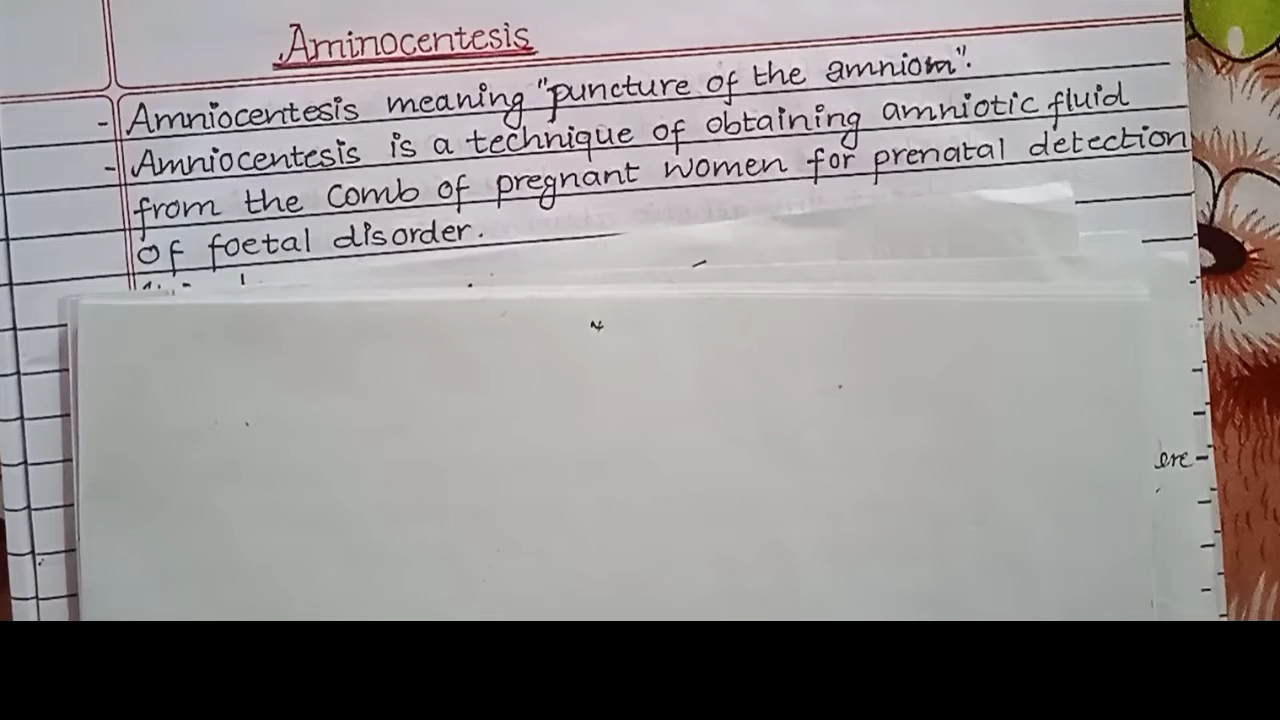 Aminocentesis
- Amniocentesis meaning "puncture of the amniom".
- Amniocentesis is a technique of obtaining amniotic fluid
from the comb of pregnant women for prenatal detection
of foetal disorder.
ere-